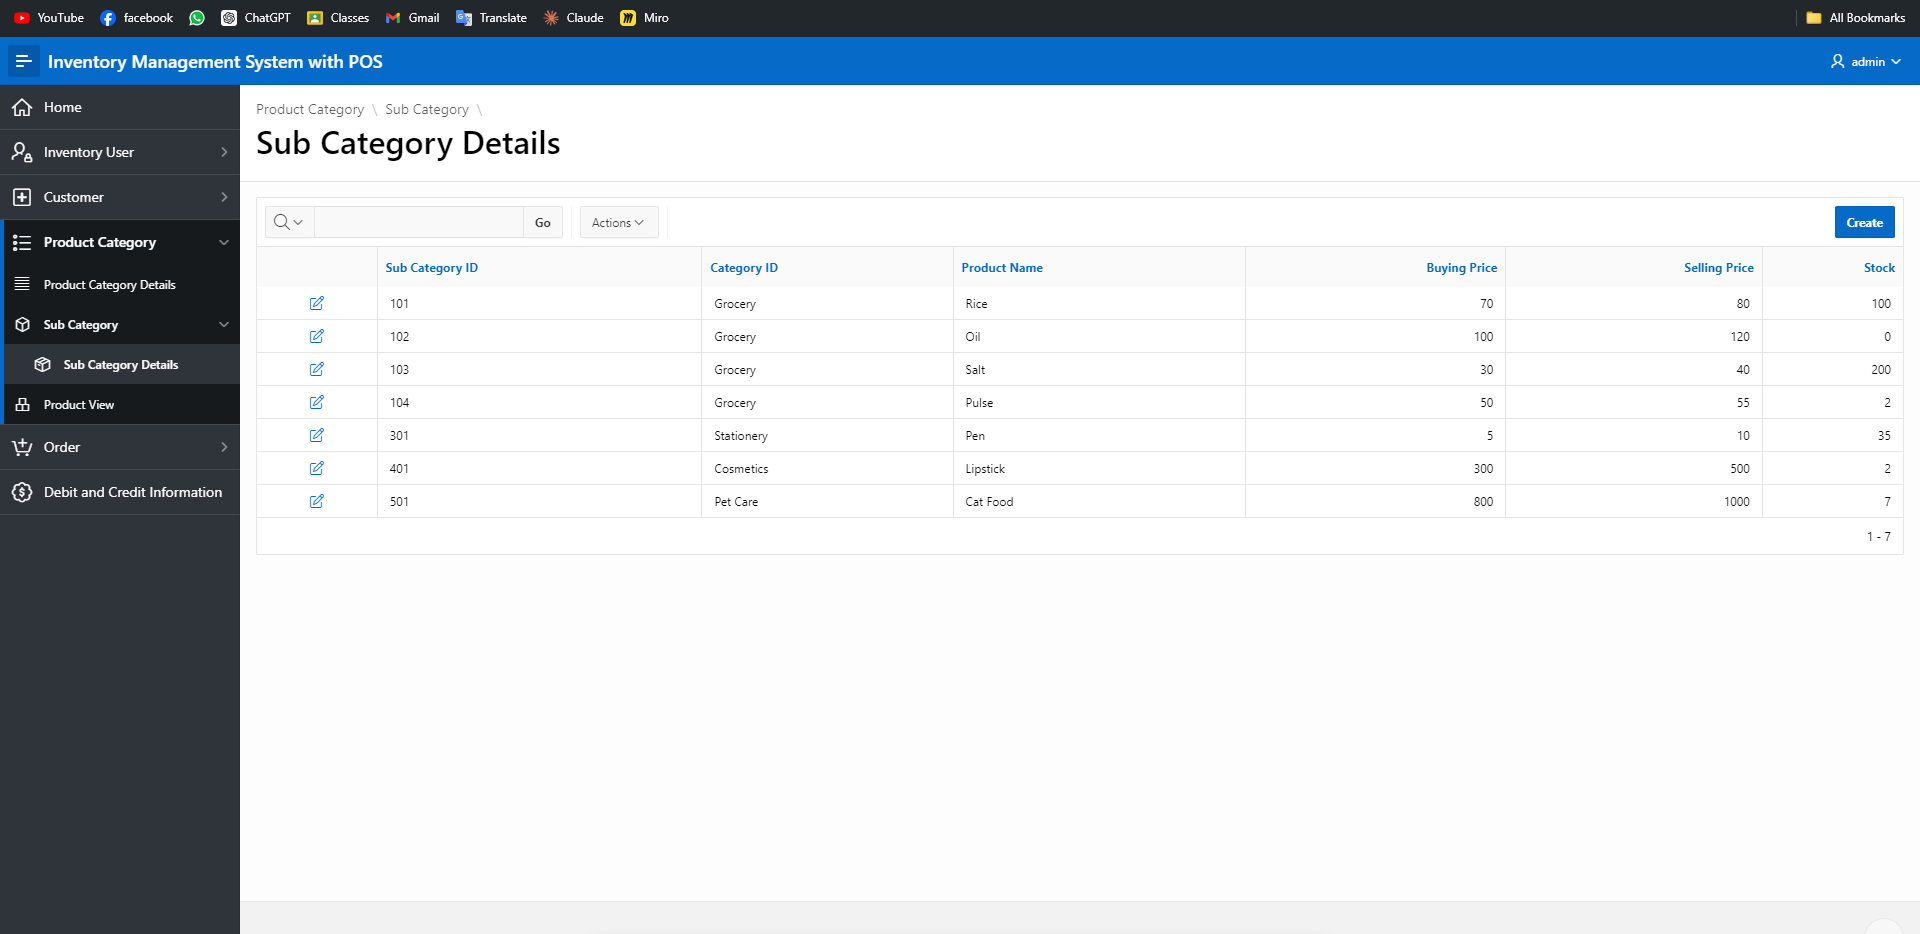 YouTube facebook ChatGPT Classes Gmail Translate Claude Miro All Bookmarks
Inventory Management System with POS admin
Home
Inventory User
Customer
Product Category
Product Category Details
Sub Category
Sub Category Details
Product View
Order
Debit and Credit Information
Product Category \ Sub Category \
Sub Category Details
Go Actions Create
Sub Category ID Category ID Product Name Buying Price Selling Price Stock
101 Grocery Rice 70 80 100
102 Grocery Oil 100 120 0
103 Grocery Salt 30 40 200
104 Grocery Pulse 50 55 2
301 Stationery Pen 5 10 35
401 Cosmetics Lipstick 300 500 2
501 Pet Care Cat Food 800 1000 7
1 - 7